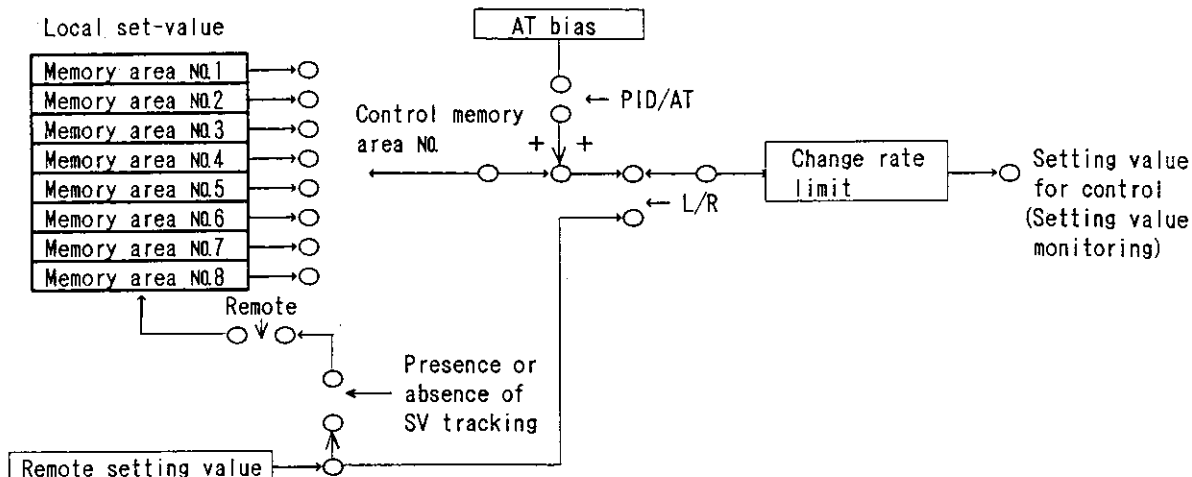 Local set-value
Memory area NO.1
Memory area NO.2
Memory area NO.3
Memory area NO.4
Memory area NO.5
Memory area NO.6
Memory area NO.7
Memory area NO.8
AT bias
PID/AT
Control memory
area NO.
+ +
L/R
Change rate
limit
Setting value
for control
(Setting value
monitoring)
Remote
Presence or
absence of
SV tracking
Remote setting value